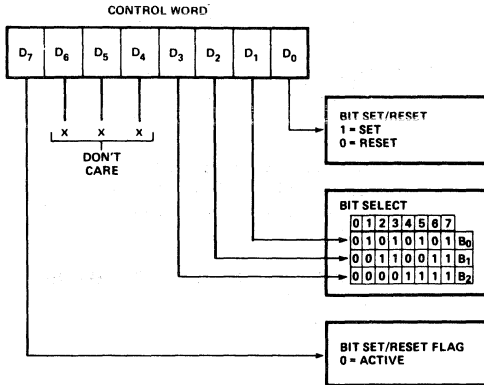 CONTROL WORD
D7 D6 D5 D4 D3 D2 D1 D0
X X X
DON'T
CARE
BIT SET/RESET
1 = SET
0 = RESET
BIT SELECT
0 1 2 3 4 5 6 7
0 1 0 1 0 1 0 1 B0
0 0 1 1 0 0 1 1 B1
0 0 0 0 1 1 1 1 B2
BIT SET/RESET FLAG
0 = ACTIVE